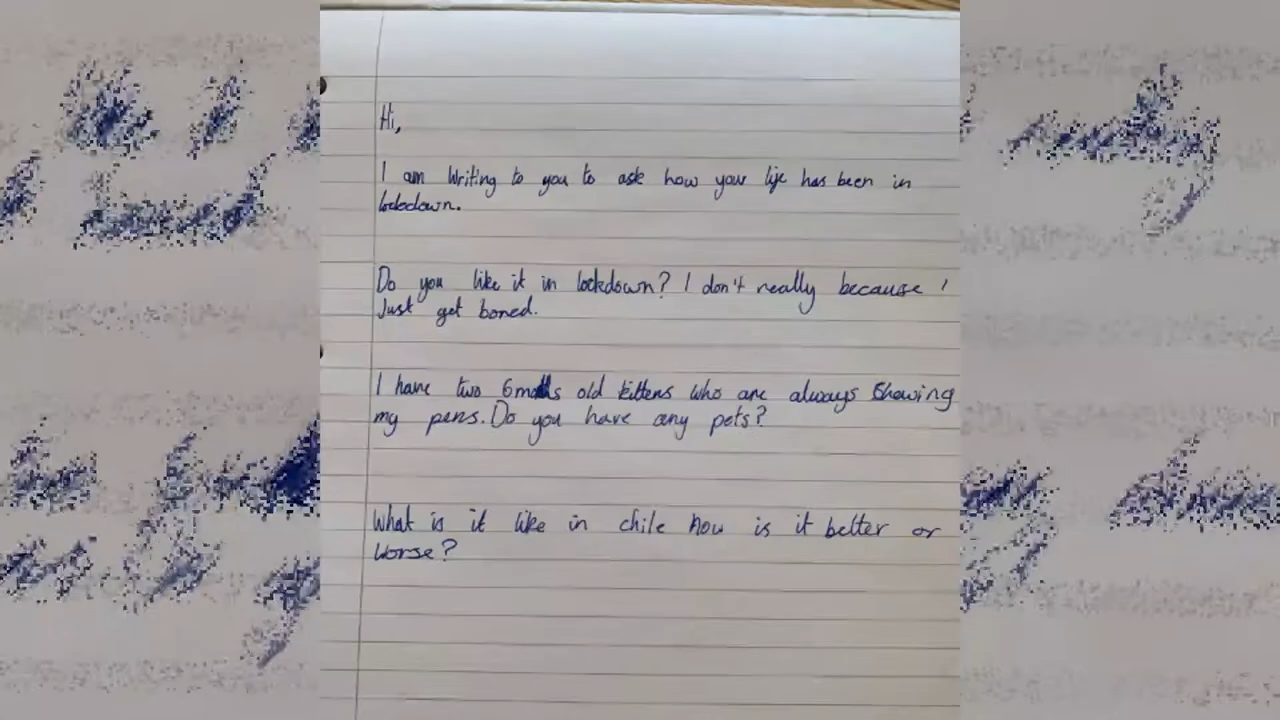 Hi,
I am writing to you to ask how your life has been in
lockdown.
Do you like it in lockdown? I don't really because I
Just get bored.
I have two 6 months old kittens who are always chewing
my pens. Do you have any pets?
What is it like in chile now is it better or
worse?